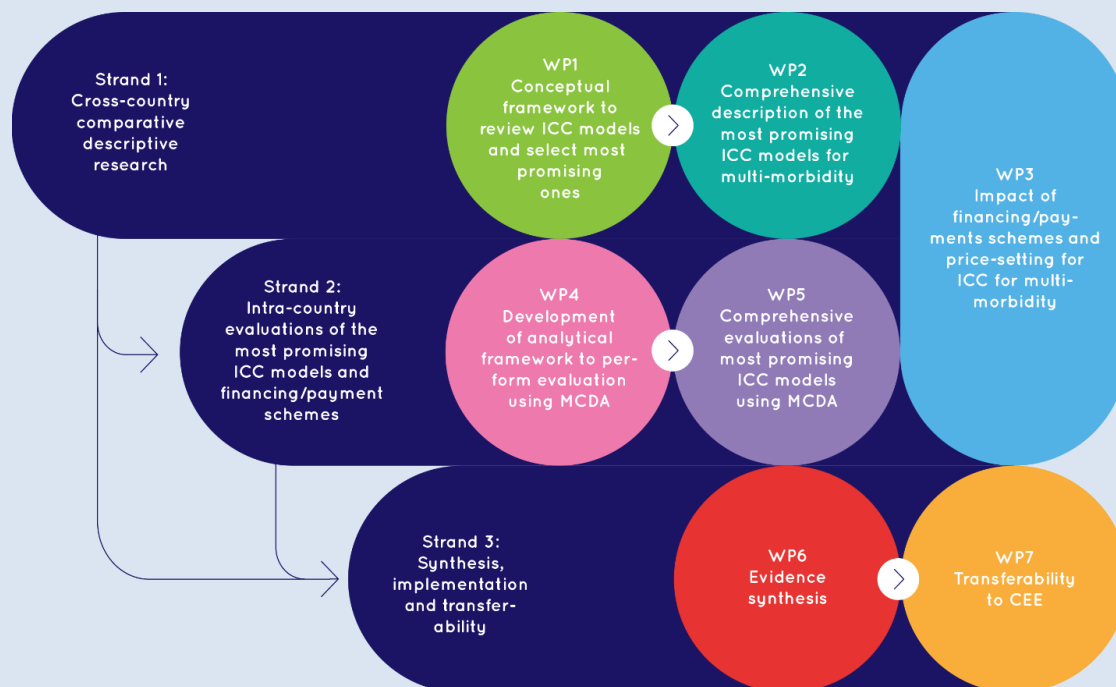 Strand 1:
Cross-country
comparative
descriptive
research
WP1
Conceptual
framework to
review ICC models
and select most
promising
ones
WP2
Comprehensive
description of the
most promising
ICC models for
multi-morbidity
WP3
Impact of
financing/pay-
ments schemes and
price-setting for
ICC for multi-
morbidity
Strand 2:
Intra-country
evaluations of the
most promising
ICC models and
financing/payment
schemes
WP4
Development
of analytical
framework to per-
form evaluation
using MCDA
WP5
Comprehensive
evaluations of
most promising
ICC models
using MCDA
Strand 3:
Synthesis,
implementation
and transfer-
ability
WP6
Evidence
synthesis
WP7
Transferability
to CEE